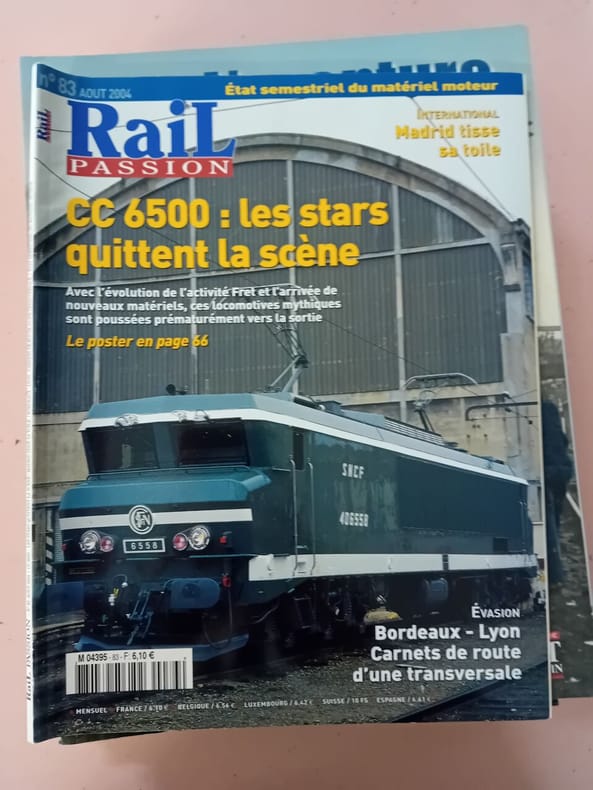 n° 83 AOUT 2004
État semestriel du matériel moteur
RaiL
PASSION
INTERNATIONAL
Madrid tisse
sa toile
CC 6500 : les stars
quittent la scène
Avec l'évolution de l'activité Fret et l'arrivée de
nouveaux matériels, ces locomotives mythiques
sont poussées prématurément vers la sortie
Le poster en page 66
SNCF
406558
6558
ÉVASION
Bordeaux - Lyon
Carnets de route
d'une transversale
M 04395 - 83 - F: 6,10 €
MENSUEL FRANCE / 6.10 € BELGIQUE / 6.56 € LUXEMBOURG / 6.42 € SUISSE / 10 FS ESPAGNE / 6.41 €
RaiL PASSION